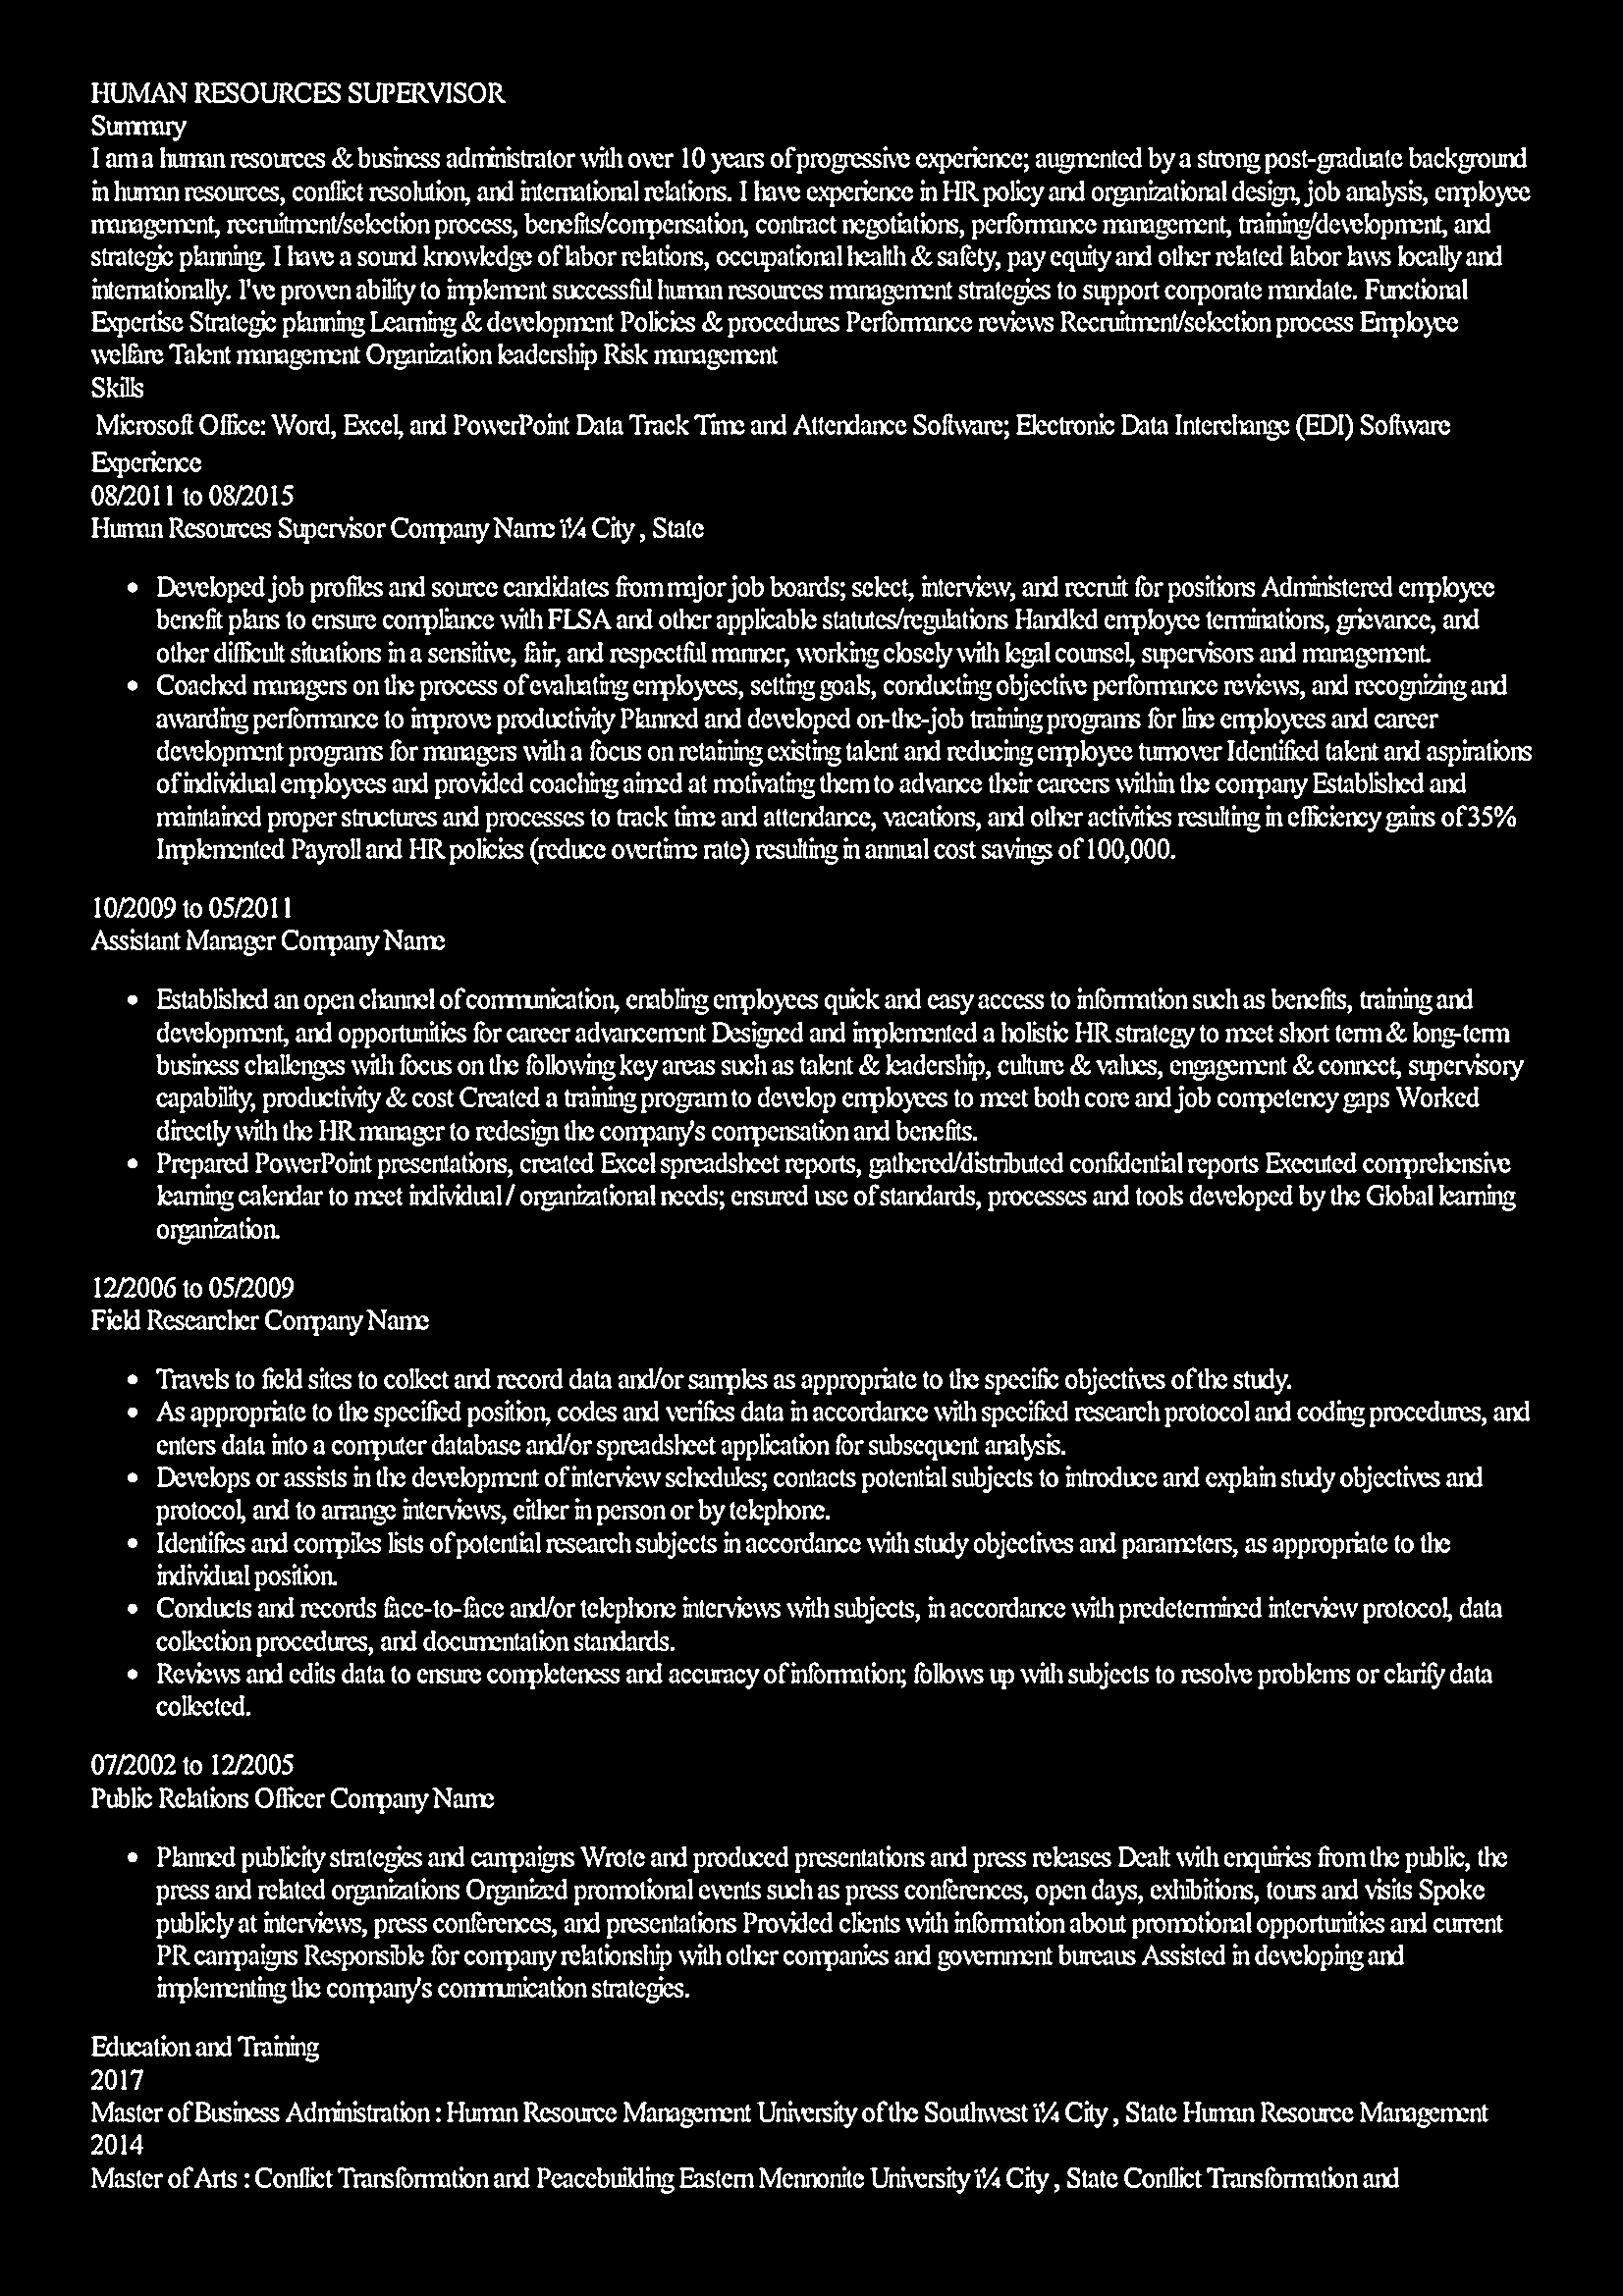 HUMAN RESOURCES SUPERVISOR
Summary
I am a human resources & business administrator with over 10 years of progressive experience; augmented by a strong post-graduate background
in human resources, conflict resolution, and international relations. I have experience in HR policy and organizational design, job analysis, employee
management, recruitment/selection process, benefits/compensation, contract negotiations, performance management, training/development, and
strategic planning. I have a sound knowledge of labor relations, occupational health & safety, pay equity and other related labor laws locally and
internationally. I've proven ability to implement successful human resources management strategies to support corporate mandate. Functional
Expertise Strategic planning Learning & development Policies & procedures Performance reviews Recruitment/selection process Employee
welfare Talent management Organization leadership Risk management
Skills
Microsoft Office: Word, Excel, and PowerPoint Data Track Time and Attendance Software; Electronic Data Interchange (EDI) Software
Experience
08/2011 to 08/2015
Human Resources Supervisor Company Name ï¼ City , State
• Developed job profiles and source candidates from major job boards; select, interview, and recruit for positions Administered employee
benefit plans to ensure compliance with FLSA and other applicable statutes/regulations Handled employee terminations, grievance, and
other difficult situations in a sensitive, fair, and respectful manner, working closely with legal counsel, supervisors and management.
• Coached managers on the process of evaluating employees, setting goals, conducting objective performance reviews, and recognizing and
awarding performance to improve productivity Planned and developed on-the-job training programs for line employees and career
development programs for managers with a focus on retaining existing talent and reducing employee turnover Identified talent and aspirations
of individual employees and provided coaching aimed at motivating them to advance their careers within the company Established and
maintained proper structures and processes to track time and attendance, vacations, and other activities resulting in efficiency gains of 35%
Implemented Payroll and HR policies (reduce overtime rate) resulting in annual cost savings of 100,000.
10/2009 to 05/2011
Assistant Manager Company Name
• Established an open channel of communication, enabling employees quick and easy access to information such as benefits, training and
development, and opportunities for career advancement Designed and implemented a holistic HR strategy to meet short term & long-term
business challenges with focus on the following key areas such as talent & leadership, culture & values, engagement & connect, supervisory
capability, productivity & cost Created a training program to develop employees to meet both core and job competency gaps Worked
directly with the HR manager to redesign the company's compensation and benefits.
• Prepared PowerPoint presentations, created Excel spreadsheet reports, gathered/distributed confidential reports Executed comprehensive
learning calendar to meet individual / organizational needs; ensured use of standards, processes and tools developed by the Global learning
organization.
12/2006 to 05/2009
Field Researcher Company Name
• Travels to field sites to collect and record data and/or samples as appropriate to the specific objectives of the study.
• As appropriate to the specified position, codes and verifies data in accordance with specified research protocol and coding procedures, and
enters data into a computer database and/or spreadsheet application for subsequent analysis.
• Develops or assists in the development of interview schedules; contacts potential subjects to introduce and explain study objectives and
protocol, and to arrange interviews, either in person or by telephone.
• Identifies and compiles lists of potential research subjects in accordance with study objectives and parameters, as appropriate to the
individual position.
• Conducts and records face-to-face and/or telephone interviews with subjects, in accordance with predetermined interview protocol, data
collection procedures, and documentation standards.
• Reviews and edits data to ensure completeness and accuracy of information; follows up with subjects to resolve problems or clarify data
collected.
07/2002 to 12/2005
Public Relations Officer Company Name
• Planned publicity strategies and campaigns Wrote and produced presentations and press releases Dealt with enquiries from the public, the
press and related organizations Organized promotional events such as press conferences, open days, exhibitions, tours and visits Spoke
publicly at interviews, press conferences, and presentations Provided clients with information about promotional opportunities and current
PR campaigns Responsible for company relationship with other companies and government bureaus Assisted in developing and
implementing the company's communication strategies.
Education and Training
2017
Master of Business Administration : Human Resource Management University of the Southwest ï¼ City , State Human Resource Management
2014
Master of Arts : Conflict Transformation and Peacebuilding Eastern Mennonite University ï¼ City , State Conflict Transformation and